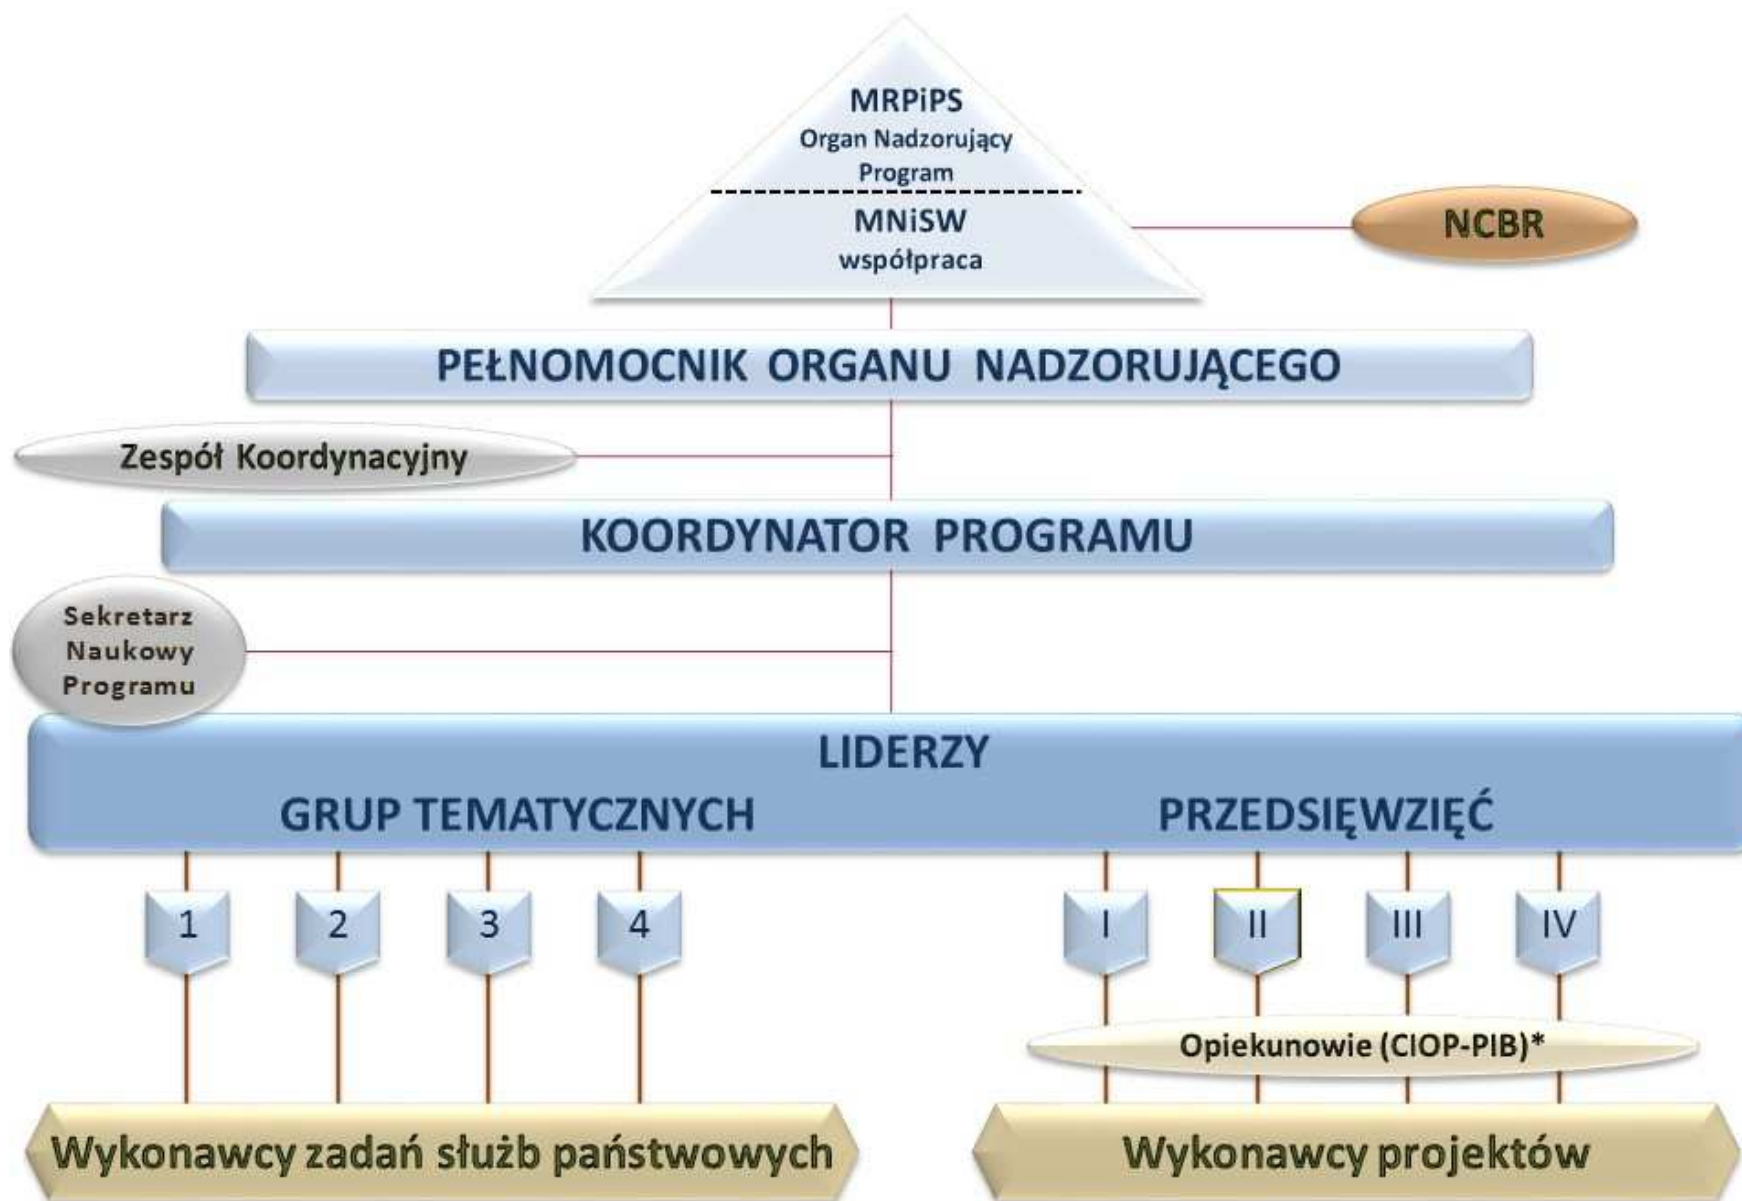 MRPiPS
Organ Nadzorujący
Program
MNiSW
współpraca
NCBR
PEŁNOMOCNIK ORGANU NADZORUJĄCEGO
Zespół Koordynacyjny
KOORDYNATOR PROGRAMU
Sekretarz
Naukowy
Programu
LIDERZY
GRUP TEMATYCZNYCH PRZEDSIĘWZIĘĆ
1 2 3 4 I II III IV
Opiekunowie (CIOP-PIB)*
Wykonawcy zadań służb państwowych Wykonawcy projektów